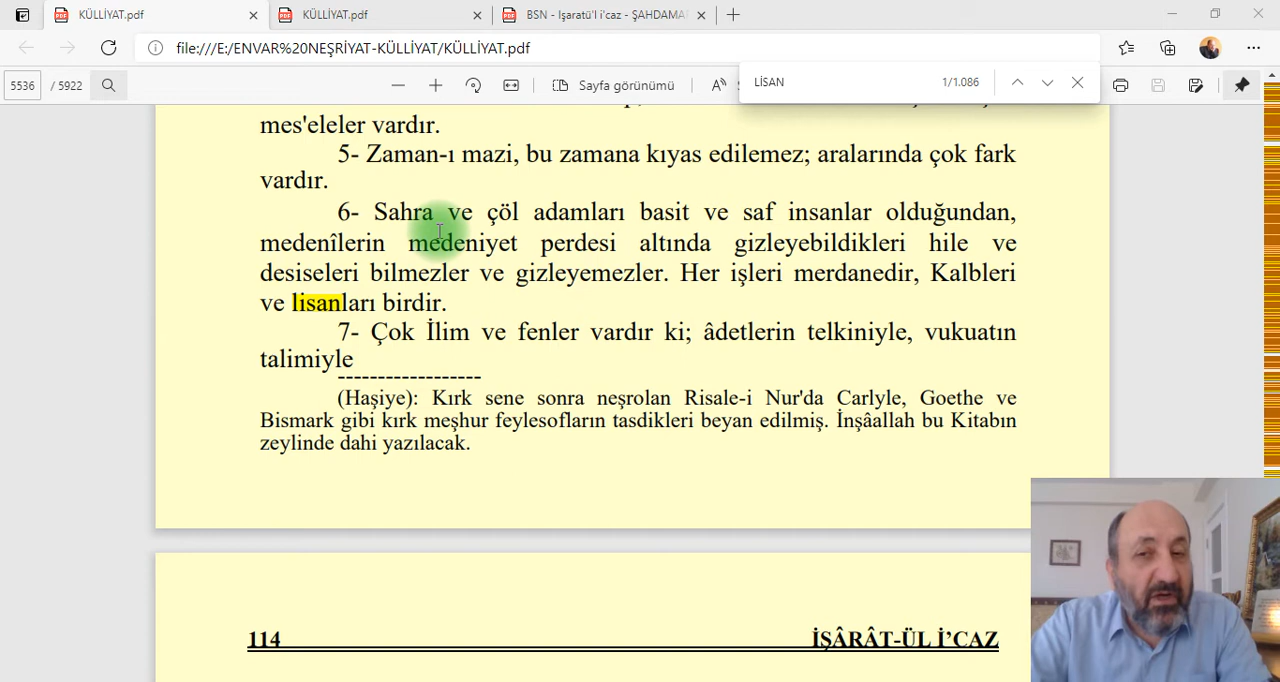 KÜLLİYAT.pdf
KÜLLİYAT.pdf
BSN - Işaratü'l i'caz - ŞAHDAMA
file:///E:/ENVAR%20NEŞRİYAT-KÜLLİYAT/KÜLLİYAT.pdf
5536 / 5922
Sayfa görünümü
LİSAN 1/1.086
mes'eleler vardır.
5- Zaman-ı mazi, bu zamana kıyas edilemez; aralarında çok fark
vardır.
6- Sahra ve çöl adamları basit ve saf insanlar olduğundan,
medenîlerin medeniyet perdesi altında gizleyebildikleri hile ve
desiseleri bilmezler ve gizleyemezler. Her işleri merdanedir, Kalbleri
ve lisanları birdir.
7- Çok İlim ve fenler vardır ki; âdetlerin telkiniyle, vukuatın
talimiyle
------------------
(Haşiye): Kırk sene sonra neşrolan Risale-i Nur'da Carlyle, Goethe ve
Bismark gibi kırk meşhur feylesofların tasdikleri beyan edilmiş. İnşâallah bu Kitabın
zeylinde dahi yazılacak.
114 İŞÂRÂT-ÜL İ’CAZ